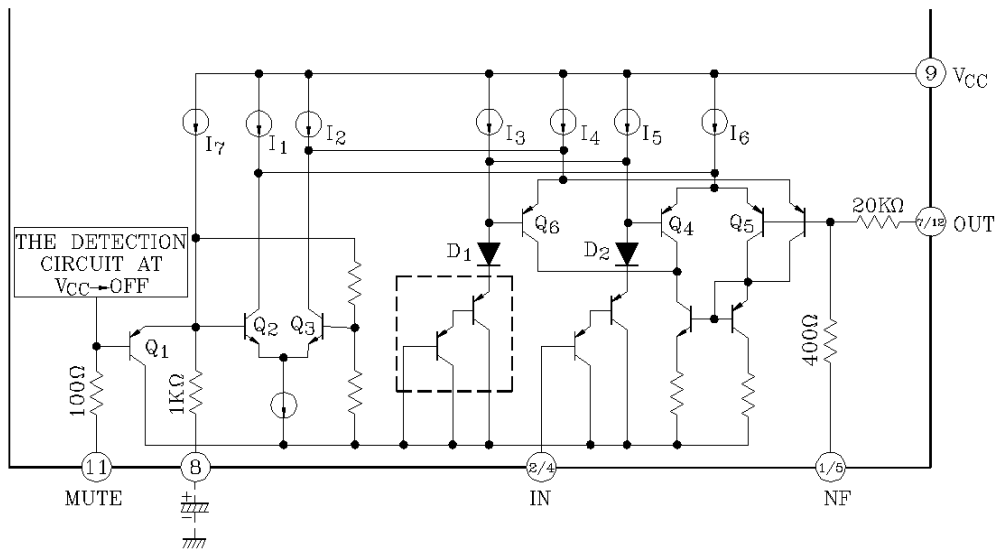 9 VCC
I7 I1 I2 I3 I4 I5 I6
20KΩ 7/12 OUT
Q6 Q4 Q5
THE DETECTION
CIRCUIT AT
VCC→OFF
D1 D2
Q1 Q2 Q3
100Ω 1KΩ 400Ω
11 8 2/4 1/5
MUTE IN NF
+
−